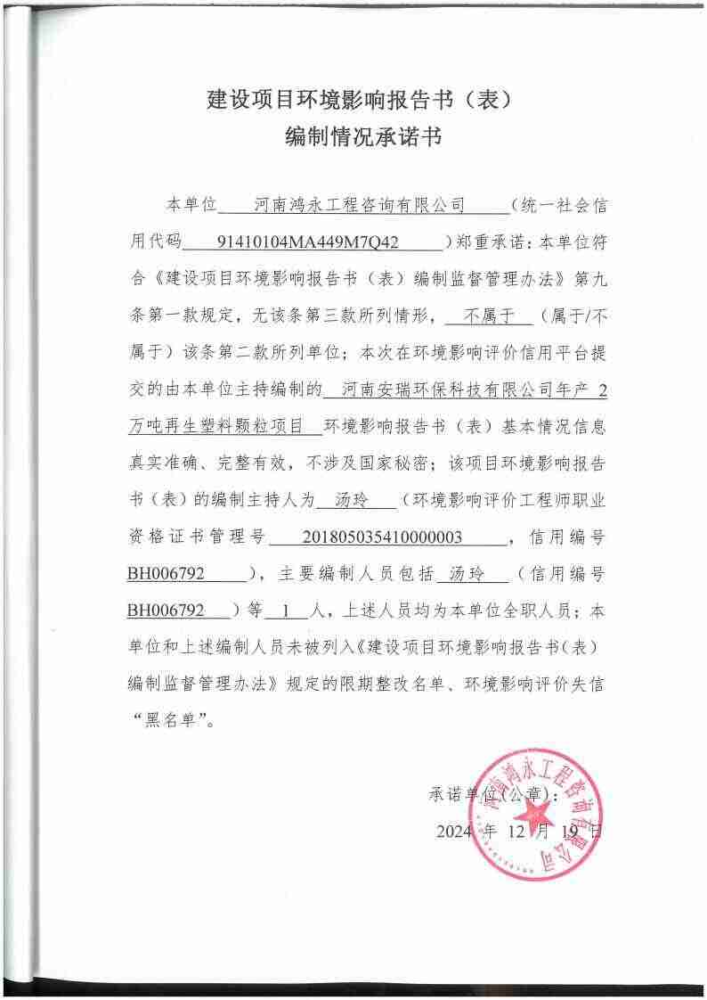 建设项目环境影响报告书（表）
编制情况承诺书
本单位 河南鸿永工程咨询有限公司 （统一社会信
用代码 91410104MA449M7Q42 ）郑重承诺：本单位符
合《建设项目环境影响报告书（表）编制监督管理办法》第九
条第一款规定，无该条第三款所列情形， 不属于 （属于/不
属于）该条第二款所列单位；本次在环境影响评价信用平台提
交的由本单位主持编制的 河南安瑞环保科技有限公司年产 2
万吨再生塑料颗粒项目 环境影响报告书（表）基本情况信息
真实准确、完整有效，不涉及国家秘密；该项目环境影响报告
书（表）的编制主持人为 汤玲 （环境影响评价工程师职业
资格证书管理号 201805035410000003 ，信用编号
BH006792 ），主要编制人员包括 汤玲 （信用编号
BH006792 ）等 1 人，上述人员均为本单位全职人员；本
单位和上述编制人员未被列入《建设项目环境影响报告书（表）
编制监督管理办法》规定的限期整改名单、环境影响评价失信
“黑名单”。
承诺单位(公章)：
2024 年 12 月 19 日
河南鸿永工程咨询有限公司